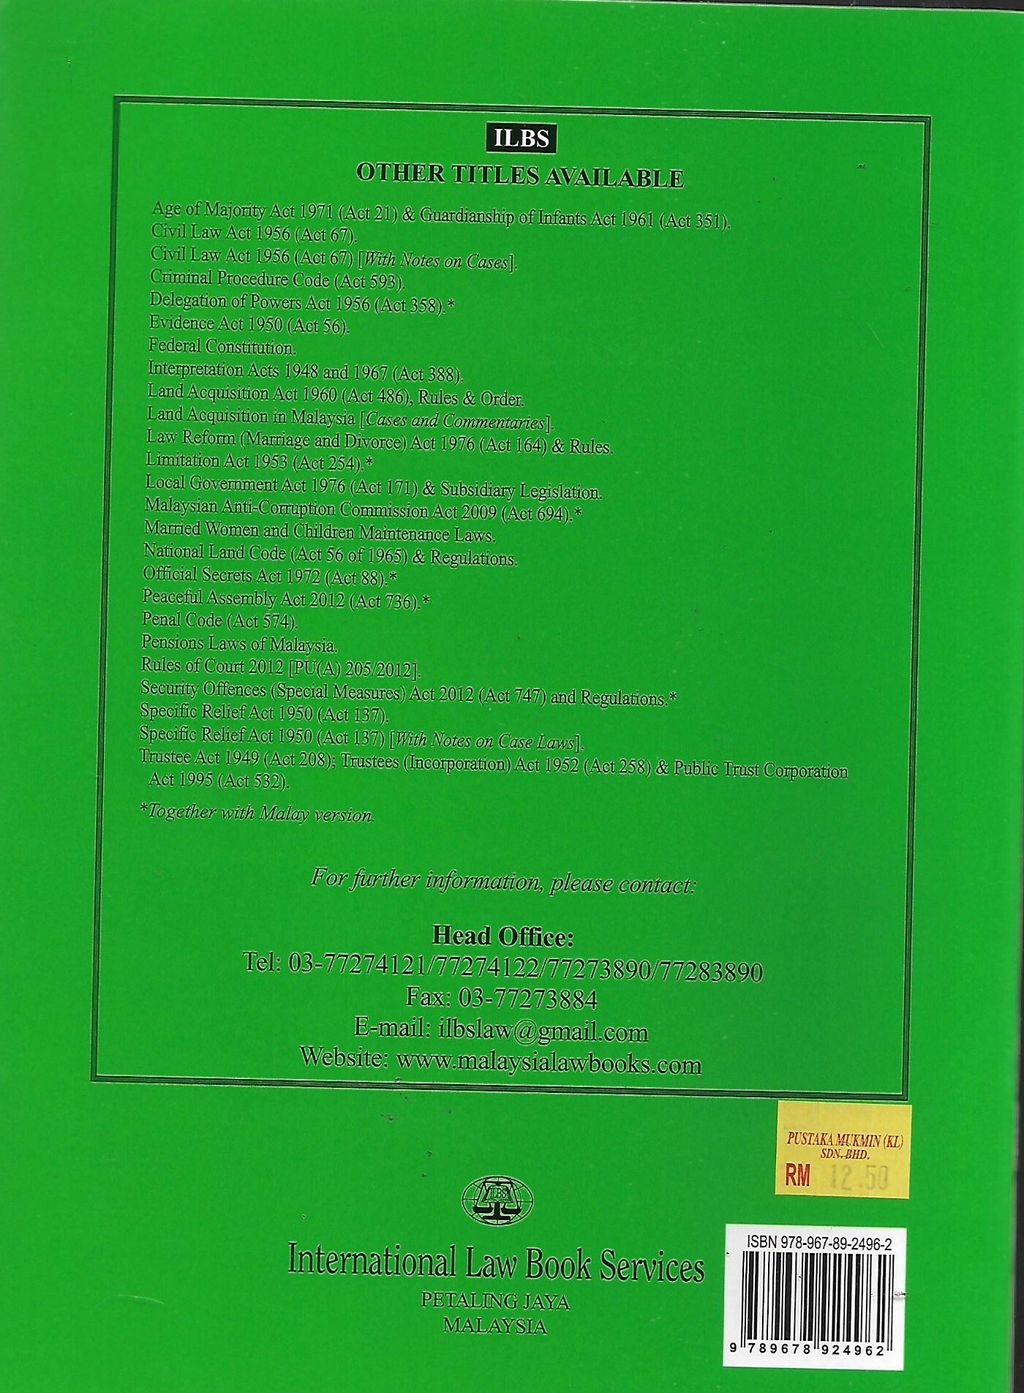 ILBS
OTHER TITLES AVAILABLE
Age of Majority Act 1971 (Act 21) & Guardianship of Infants Act 1961 (Act 351).
Civil Law Act 1956 (Act 67).
Civil Law Act 1956 (Act 67) [With Notes on Cases].
Criminal Procedure Code (Act 593).
Delegation of Powers Act 1956 (Act 358).*
Evidence Act 1950 (Act 56).
Federal Constitution.
Interpretation Acts 1948 and 1967 (Act 388).
Land Acquisition Act 1960 (Act 486), Rules & Order.
Land Acquisition in Malaysia [Cases and Commentaries].
Law Reform (Marriage and Divorce) Act 1976 (Act 164) & Rules.
Limitation Act 1953 (Act 254).*
Local Government Act 1976 (Act 171) & Subsidiary Legislation.
Malaysian Anti-Corruption Commission Act 2009 (Act 694).*
Married Women and Children Maintenance Laws.
National Land Code (Act 56 of 1965) & Regulations.
Official Secrets Act 1972 (Act 88).*
Peaceful Assembly Act 2012 (Act 736).*
Penal Code (Act 574).
Pensions Laws of Malaysia.
Rules of Court 2012 [PU(A) 205/2012].
Security Offences (Special Measures) Act 2012 (Act 747) and Regulations.*
Specific Relief Act 1950 (Act 137).
Specific Relief Act 1950 (Act 137) [With Notes on Case Laws].
Trustee Act 1949 (Act 208); Trustees (Incorporation) Act 1952 (Act 258) & Public Trust Corporation
Act 1995 (Act 532).
*Together with Malay version.
For further information, please contact:
Head Office:
Tel: 03-77274121/77274122/77273890/77283890
Fax: 03-77273884
E-mail: ilbslaw@gmail.com
Website: www.malaysialawbooks.com
PUSTAKA MUKMIN (KL)
SDN. BHD.
RM 12.50
ILBS
International Law Book Services
PETALING JAYA
MALAYSIA
ISBN 978-967-89-2496-2
9 789678 924962